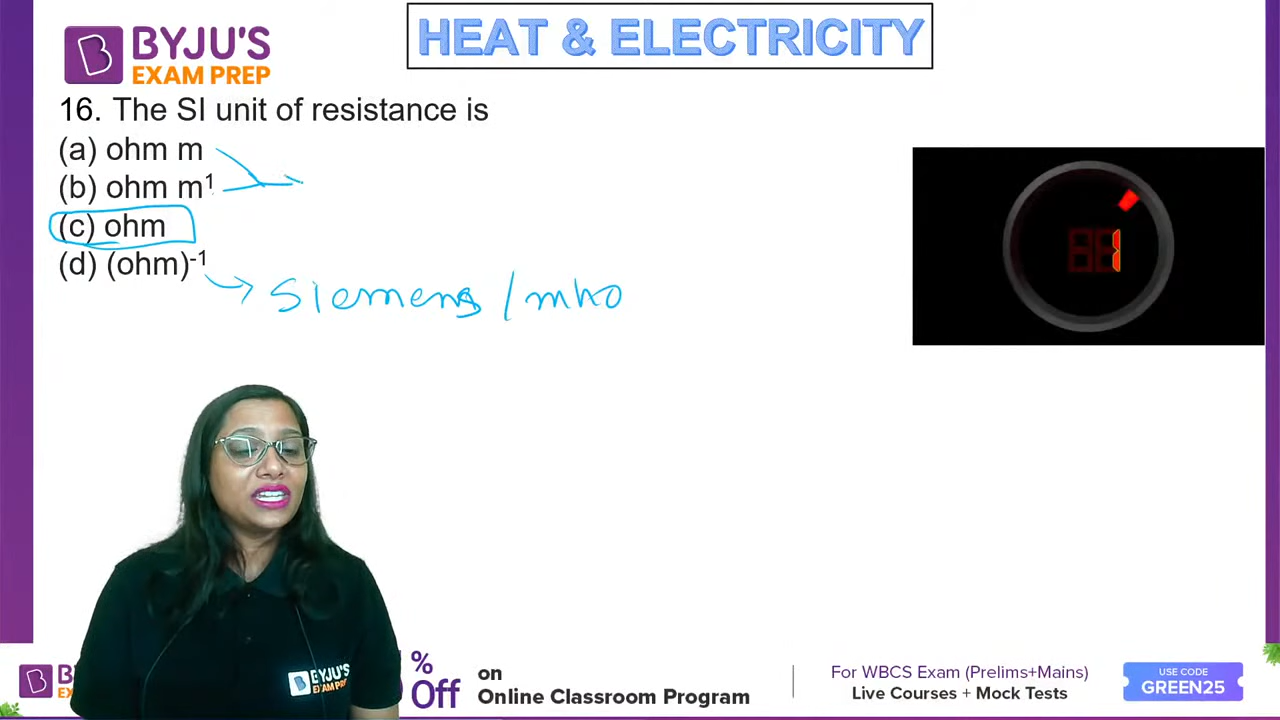 HEAT & ELECTRICITY
BYJU'S
EXAM PREP
16. The SI unit of resistance is
(a) ohm m
(b) ohm m¹
(c) ohm
(d) (ohm)⁻¹
Siemens / mho
1
BYJU'S
EXAM PREP
% Off
on
Online Classroom Program
For WBCS Exam (Prelims+Mains)
Live Courses + Mock Tests
USE CODE
GREEN25